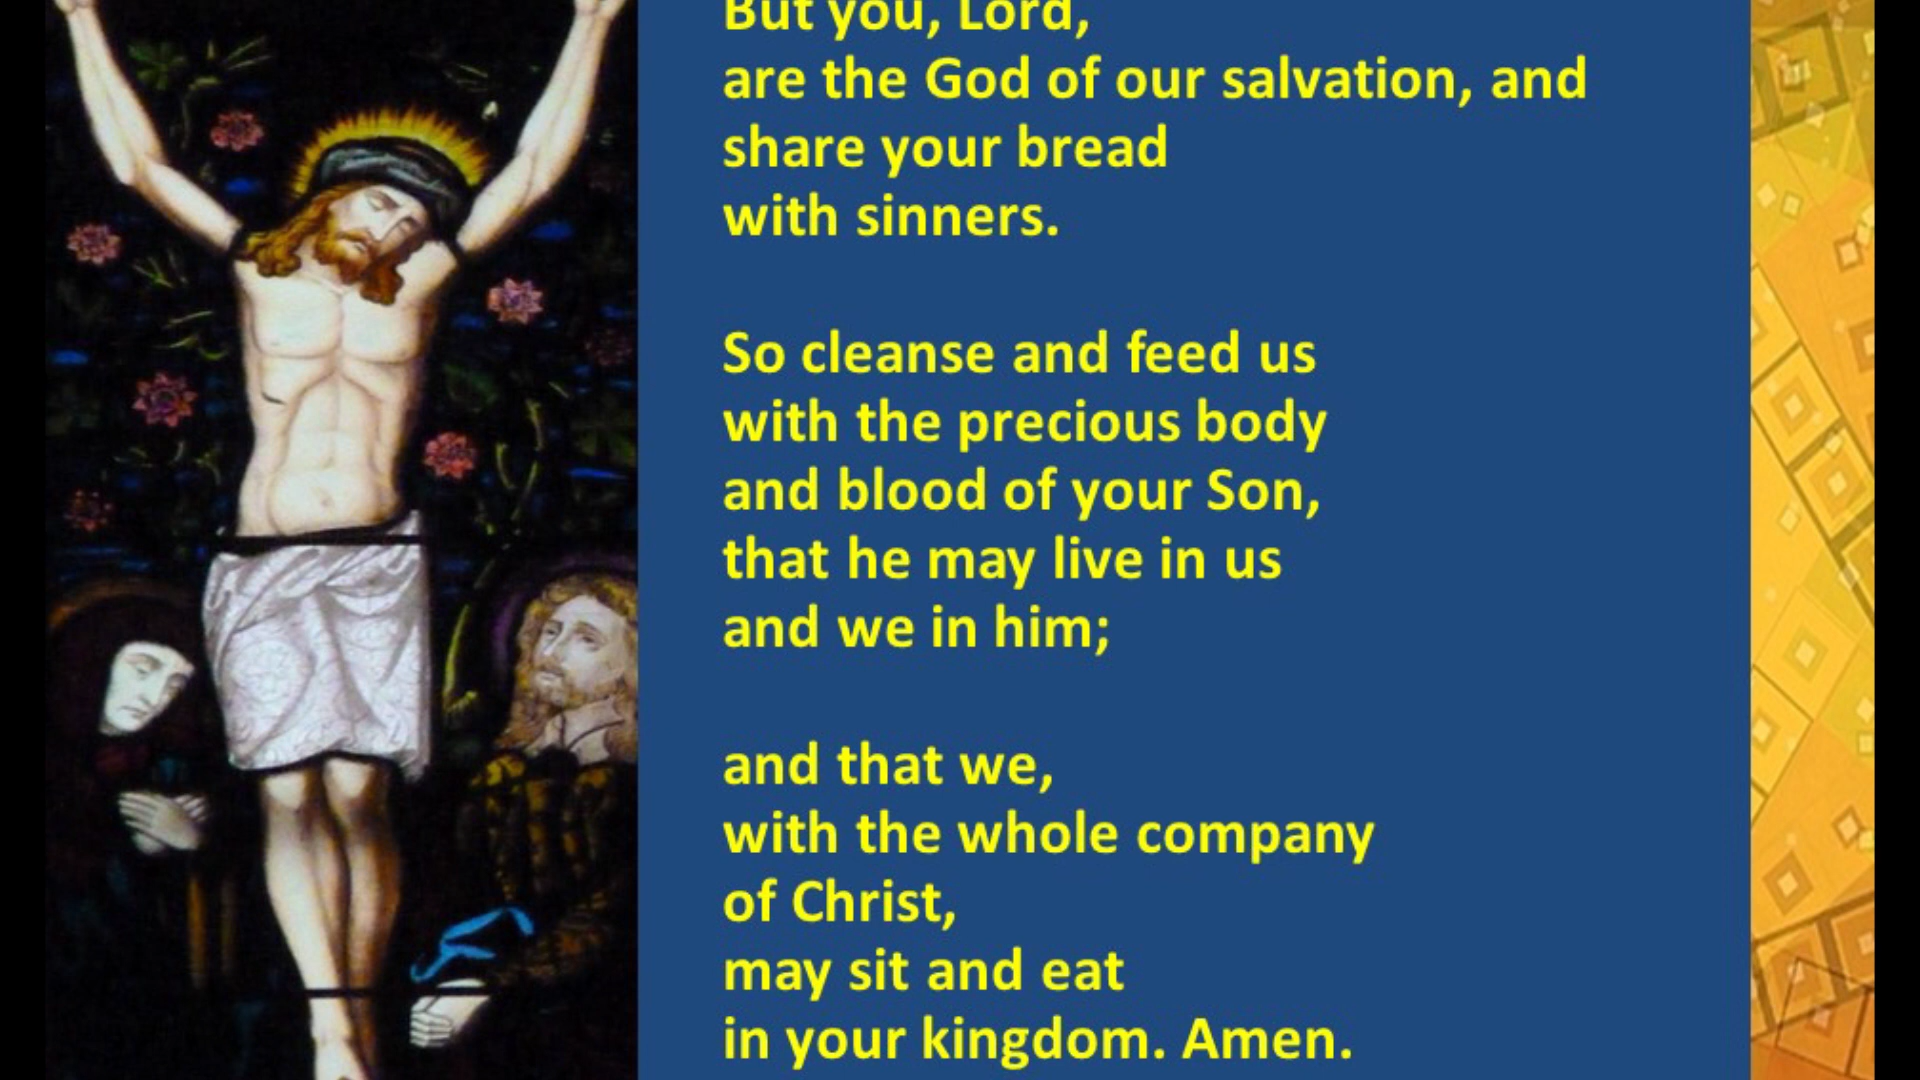 But you, Lord,
are the God of our salvation, and
share your bread
with sinners.
So cleanse and feed us
with the precious body
and blood of your Son,
that he may live in us
and we in him;
and that we,
with the whole company
of Christ,
may sit and eat
in your kingdom. Amen.